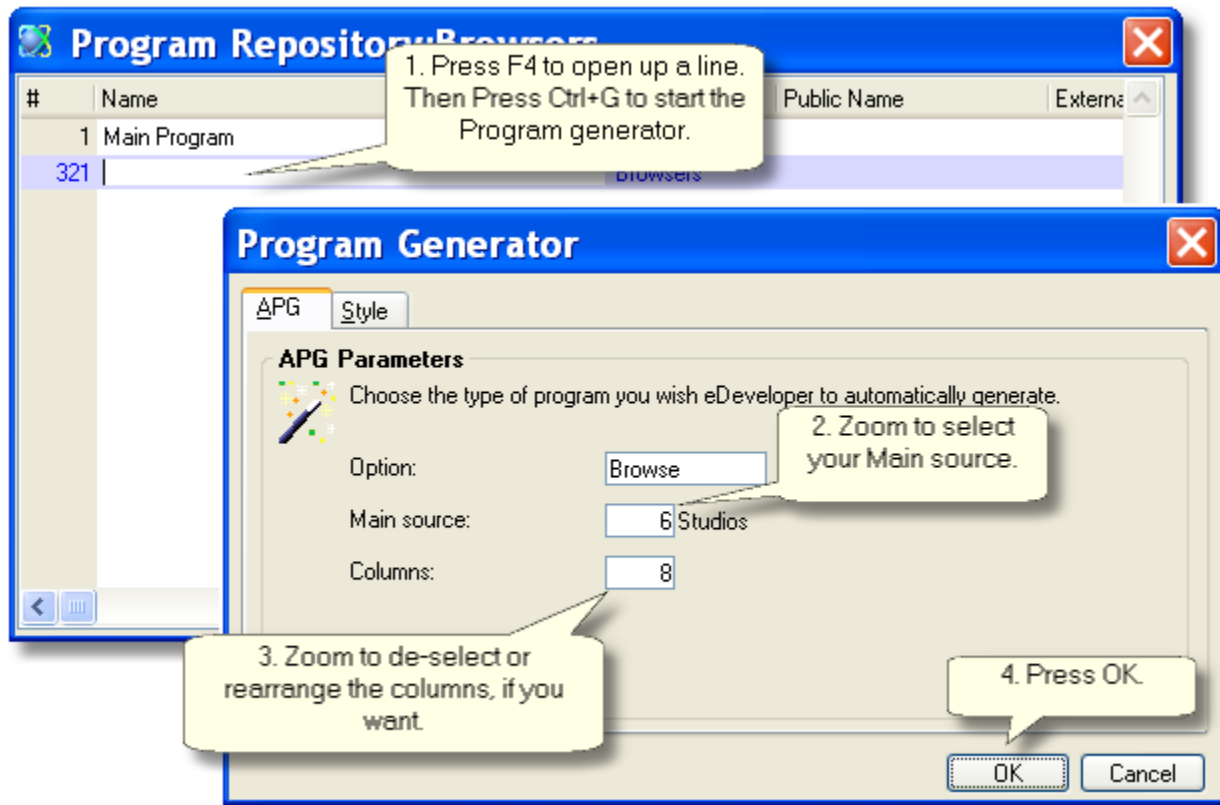 Program Repository:Browsers
# Name Public Name Externa
1 Main Program
321 Browsers
1. Press F4 to open up a line.
Then Press Ctrl+G to start the
Program generator.
Program Generator
APG Style
APG Parameters
Choose the type of program you wish eDeveloper to automatically generate.
Option: Browse
2. Zoom to select
your Main source.
Main source: 6 Studios
Columns: 8
3. Zoom to de-select or
rearrange the columns, if you
want.
4. Press OK.
OK Cancel